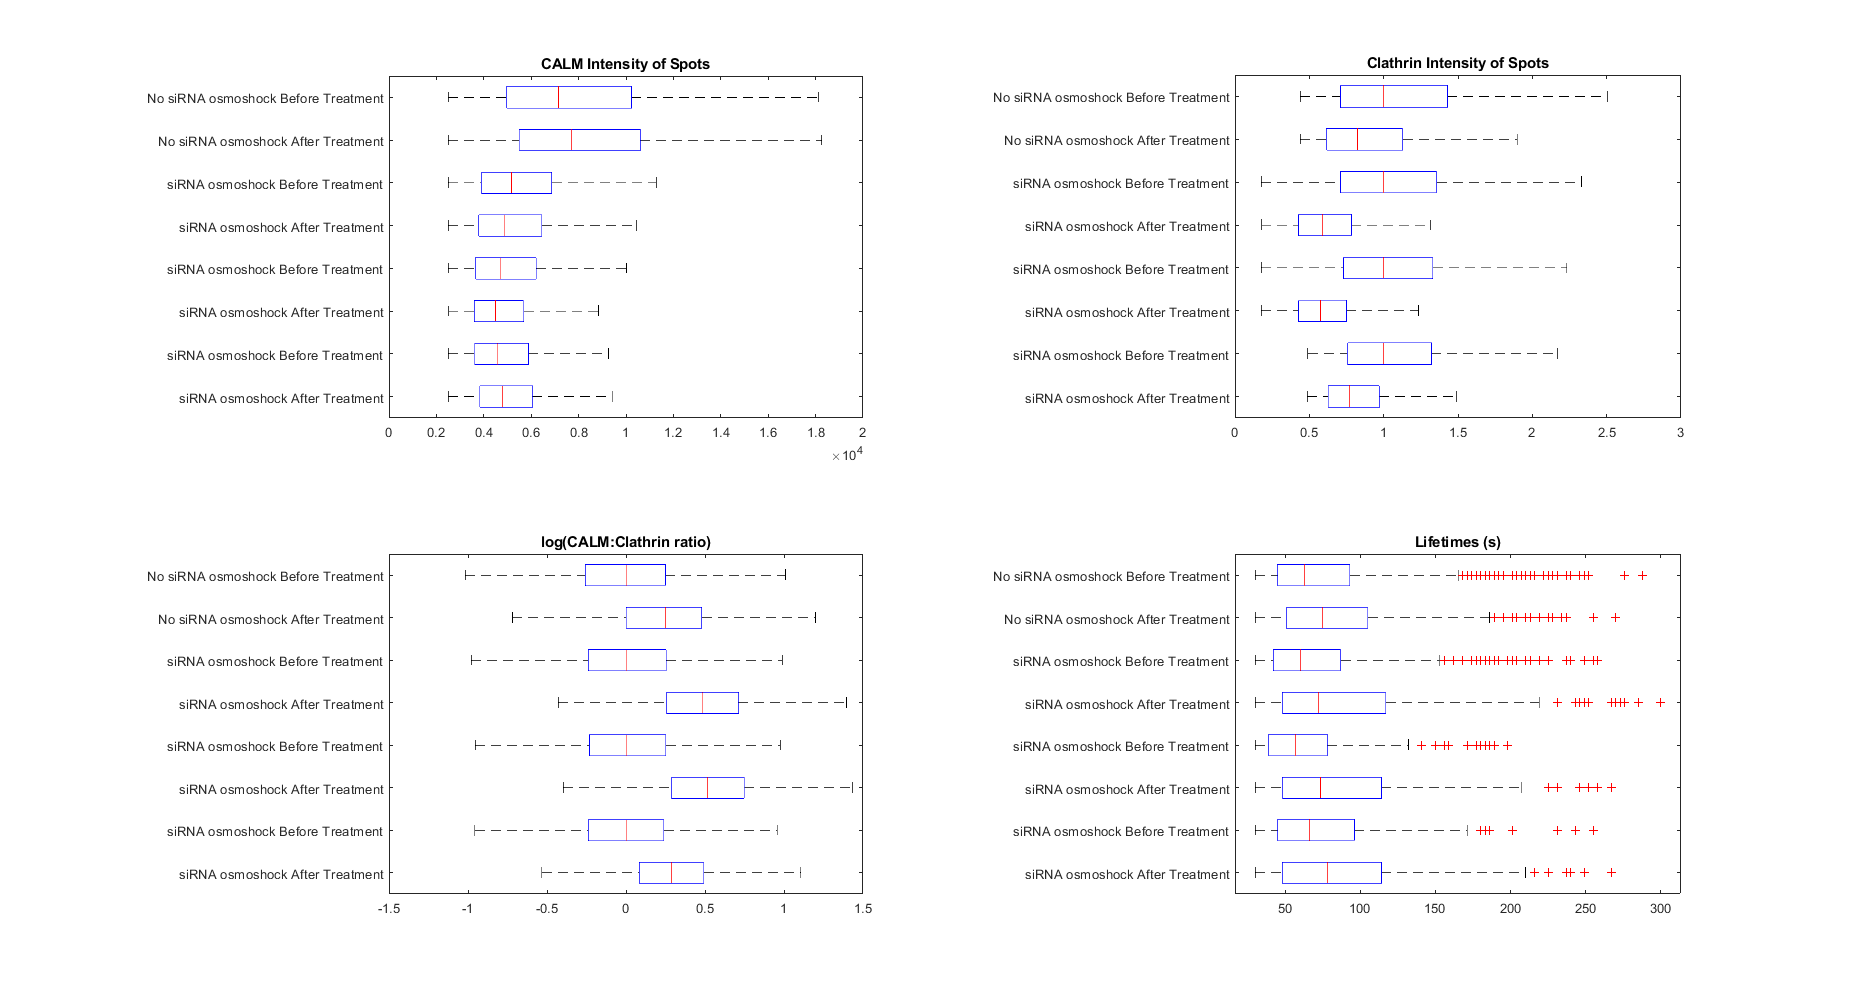 CALM Intensity of Spots
No siRNA osmoshock Before Treatment
No siRNA osmoshock After Treatment
siRNA osmoshock Before Treatment
siRNA osmoshock After Treatment
siRNA osmoshock Before Treatment
siRNA osmoshock After Treatment
siRNA osmoshock Before Treatment
siRNA osmoshock After Treatment
0 0.2 0.4 0.6 0.8 1 1.2 1.4 1.6 1.8 2
×10^4
Clathrin Intensity of Spots
No siRNA osmoshock Before Treatment
No siRNA osmoshock After Treatment
siRNA osmoshock Before Treatment
siRNA osmoshock After Treatment
siRNA osmoshock Before Treatment
siRNA osmoshock After Treatment
siRNA osmoshock Before Treatment
siRNA osmoshock After Treatment
0 0.5 1 1.5 2 2.5 3
log(CALM:Clathrin ratio)
No siRNA osmoshock Before Treatment
No siRNA osmoshock After Treatment
siRNA osmoshock Before Treatment
siRNA osmoshock After Treatment
siRNA osmoshock Before Treatment
siRNA osmoshock After Treatment
siRNA osmoshock Before Treatment
siRNA osmoshock After Treatment
-1.5 -1 -0.5 0 0.5 1 1.5
Lifetimes (s)
No siRNA osmoshock Before Treatment
No siRNA osmoshock After Treatment
siRNA osmoshock Before Treatment
siRNA osmoshock After Treatment
siRNA osmoshock Before Treatment
siRNA osmoshock After Treatment
siRNA osmoshock Before Treatment
siRNA osmoshock After Treatment
50 100 150 200 250 300